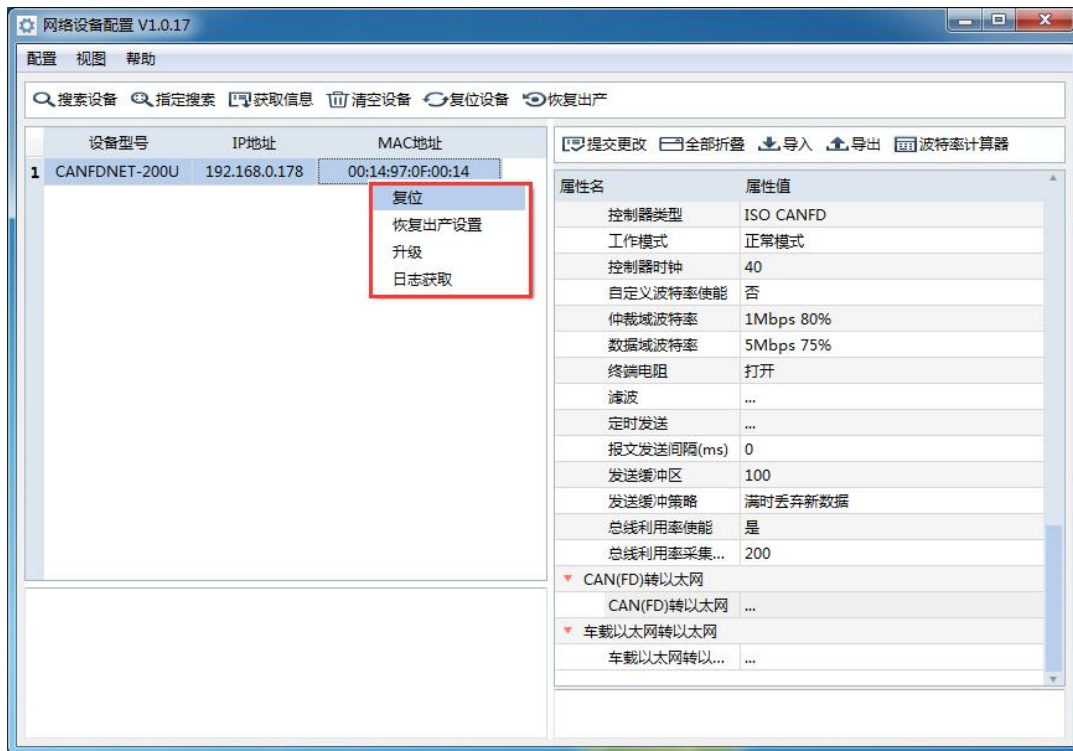 网络设备配置 V1.0.17
配置 视图 帮助
搜索设备 指定搜索 获取信息 清空设备 复位设备 恢复出产
设备型号 IP地址 MAC地址
1 CANFDNET-200U 192.168.0.178 00:14:97:0F:00:14
复位
恢复出产设置
升级
日志获取
提交更改 全部折叠 导入 导出 波特率计算器
属性名 属性值
控制器类型 ISO CANFD
工作模式 正常模式
控制器时钟 40
自定义波特率使能 否
仲裁域波特率 1Mbps 80%
数据域波特率 5Mbps 75%
终端电阻 打开
滤波 ...
定时发送 ...
报文发送间隔(ms) 0
发送缓冲区 100
发送缓冲策略 满时丢弃新数据
总线利用率使能 是
总线利用率采集... 200
CAN(FD)转以太网
CAN(FD)转以太网 ...
车载以太网转以太网
车载以太网转以... ...